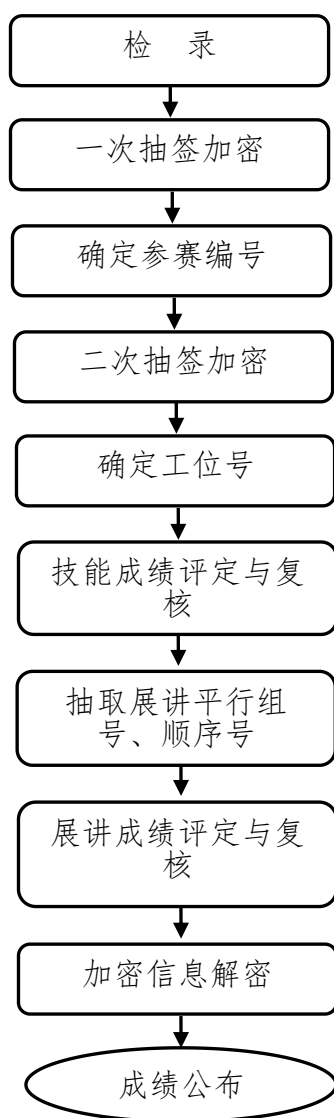 检 录
一次抽签加密
确定参赛编号
二次抽签加密
确定工位号
技能成绩评定与复
核
抽取展讲平行组
号、顺序号
展讲成绩评定与复
核
加密信息解密
成绩公布